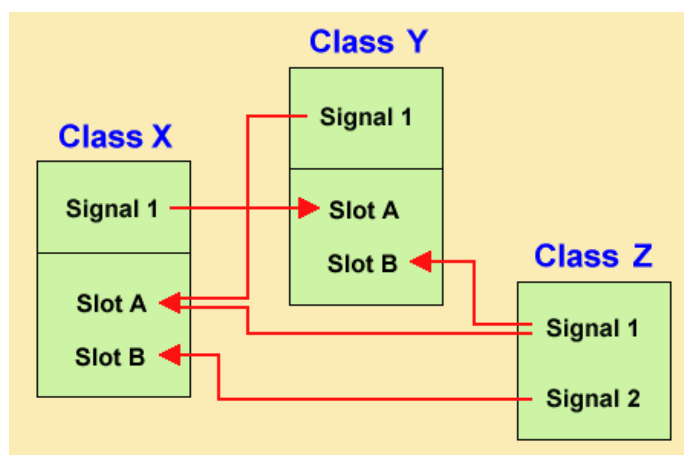 Class X
Signal 1
Slot A
Slot B
Class Y
Signal 1
Slot A
Slot B
Class Z
Signal 1
Signal 2